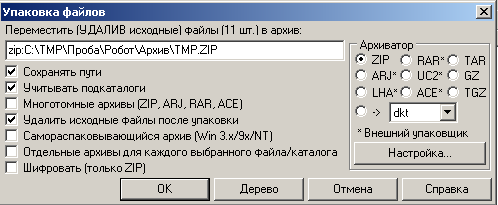 Упаковка файлов
Переместить (УДАЛИВ исходные) файлы (11 шт.) в архив:
zip:C:\TMP\Проба\Робот\Архив\TMP.ZIP
Сохранять пути
Учитывать подкаталоги
Многотомные архивы (ZIP, ARJ, RAR, ACE)
Удалить исходные файлы после упаковки
Самораспаковывающийся архив (Win 3.x/9x/NT)
Отдельные архивы для каждого выбранного файла/каталога
Шифровать (только ZIP)
Архиватор
ZIP RAR* TAR
ARJ* UC2* GZ
LHA* ACE* TGZ
-> dkt
* Внешний упаковщик
Настройка...
OK Дерево Отмена Справка